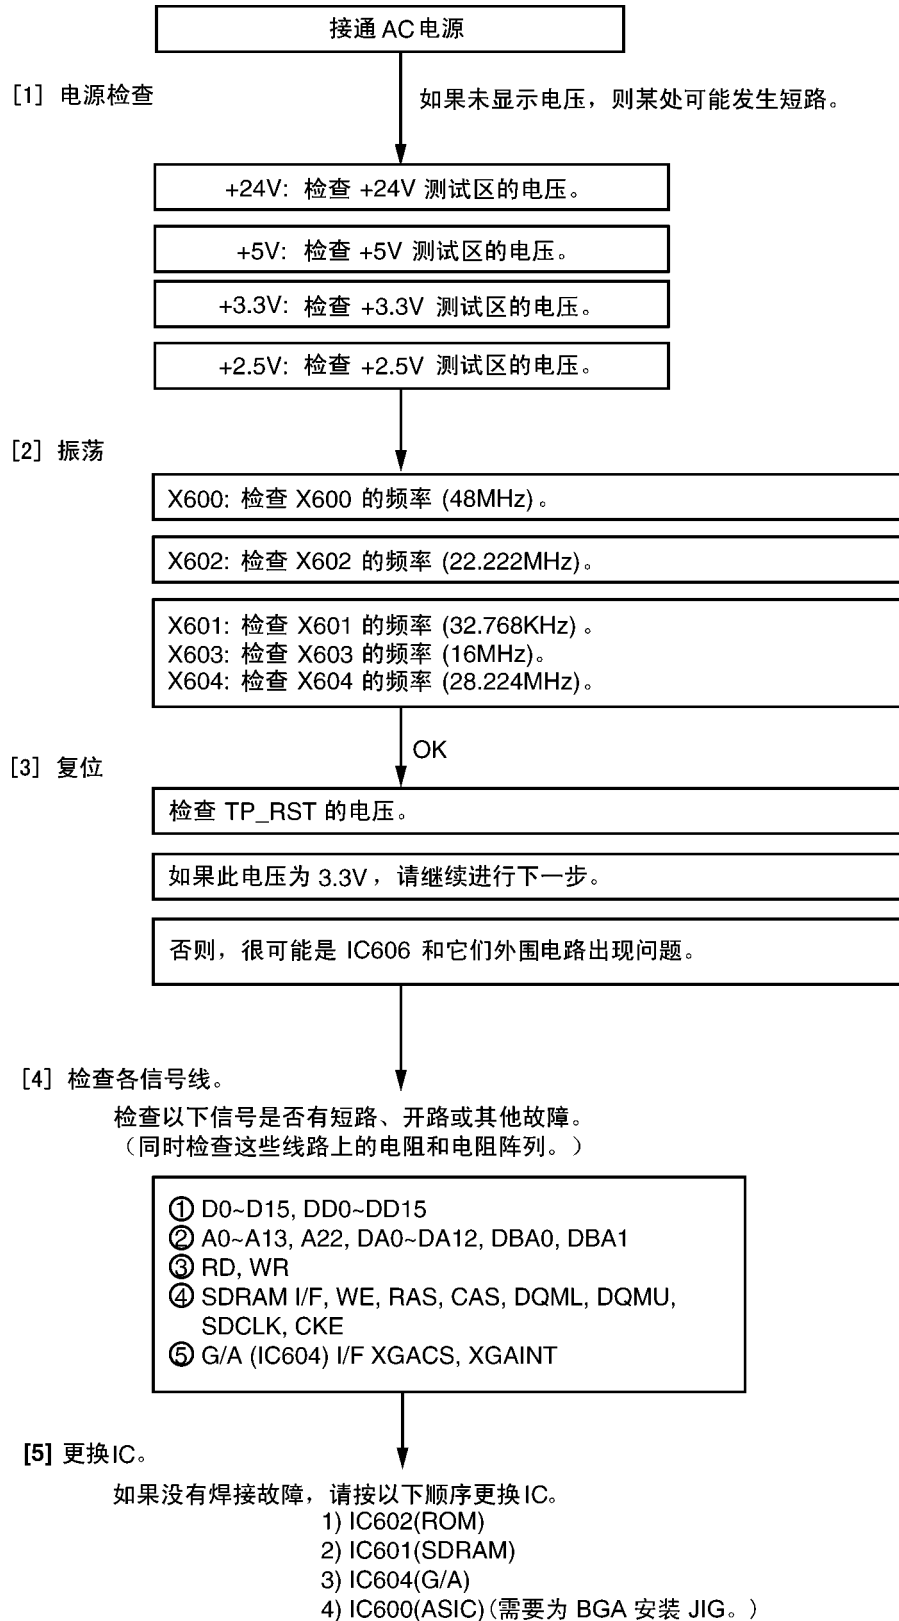 接通 AC 电源
[1] 电源检查
如果未显示电压，则某处可能发生短路。
+24V: 检查 +24V 测试区的电压。
+5V: 检查 +5V 测试区的电压。
+3.3V: 检查 +3.3V 测试区的电压。
+2.5V: 检查 +2.5V 测试区的电压。
[2] 振荡
X600: 检查 X600 的频率 (48MHz)。
X602: 检查 X602 的频率 (22.222MHz)。
X601: 检查 X601 的频率 (32.768KHz)。
X603: 检查 X603 的频率 (16MHz)。
X604: 检查 X604 的频率 (28.224MHz)。
OK
[3] 复位
检查 TP_RST 的电压。
如果此电压为 3.3V，请继续进行下一步。
否则，很可能是 IC606 和它们外围电路出现问题。
[4] 检查各信号线。
检查以下信号是否有短路、开路或其他故障。
（同时检查这些线路上的电阻和电阻阵列。）
① D0~D15, DD0~DD15
② A0~A13, A22, DA0~DA12, DBA0, DBA1
③ RD, WR
④ SDRAM I/F, WE, RAS, CAS, DQML, DQMU,
SDCLK, CKE
⑤ G/A (IC604) I/F XGACS, XGAINT
[5] 更换IC。
如果没有焊接故障，请按以下顺序更换IC。
1) IC602(ROM)
2) IC601(SDRAM)
3) IC604(G/A)
4) IC600(ASIC)(需要为 BGA 安装 JIG。)